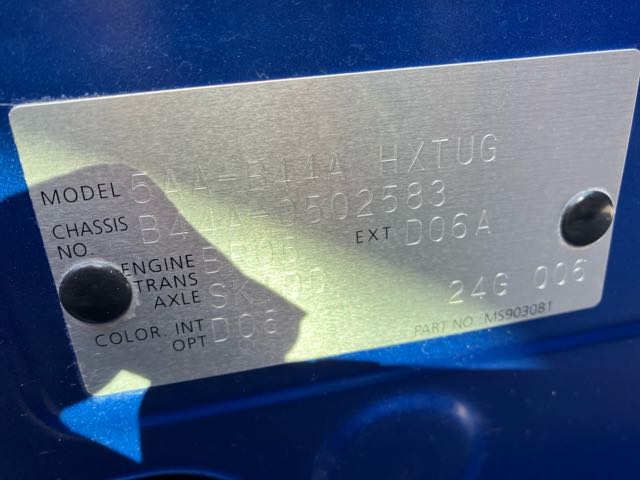 MODEL 5AA-B44A HXTUG
CHASSIS NO. B44A-0502583
ENGINE BR06 EXT D06A
TRANS AXLE 24G 006
COLOR. INT OPT D06
PART NO. MS903081